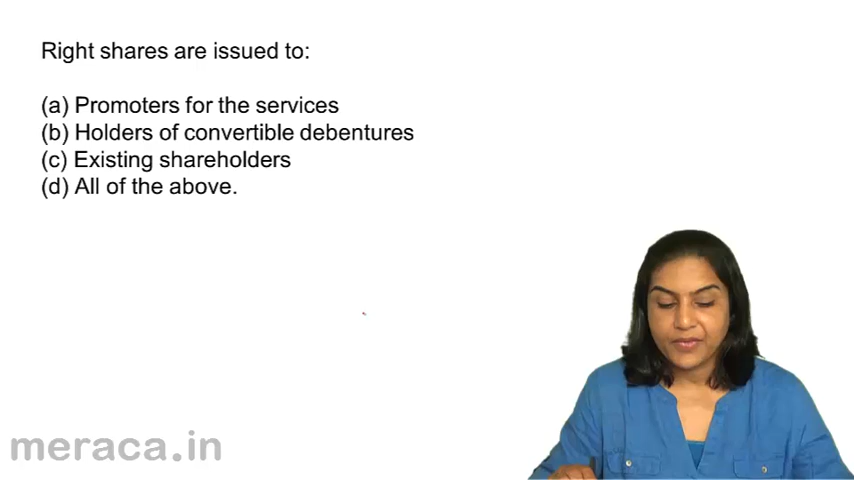 Right shares are issued to:
(a) Promoters for the services
(b) Holders of convertible debentures
(c) Existing shareholders
(d) All of the above.
meraca.in